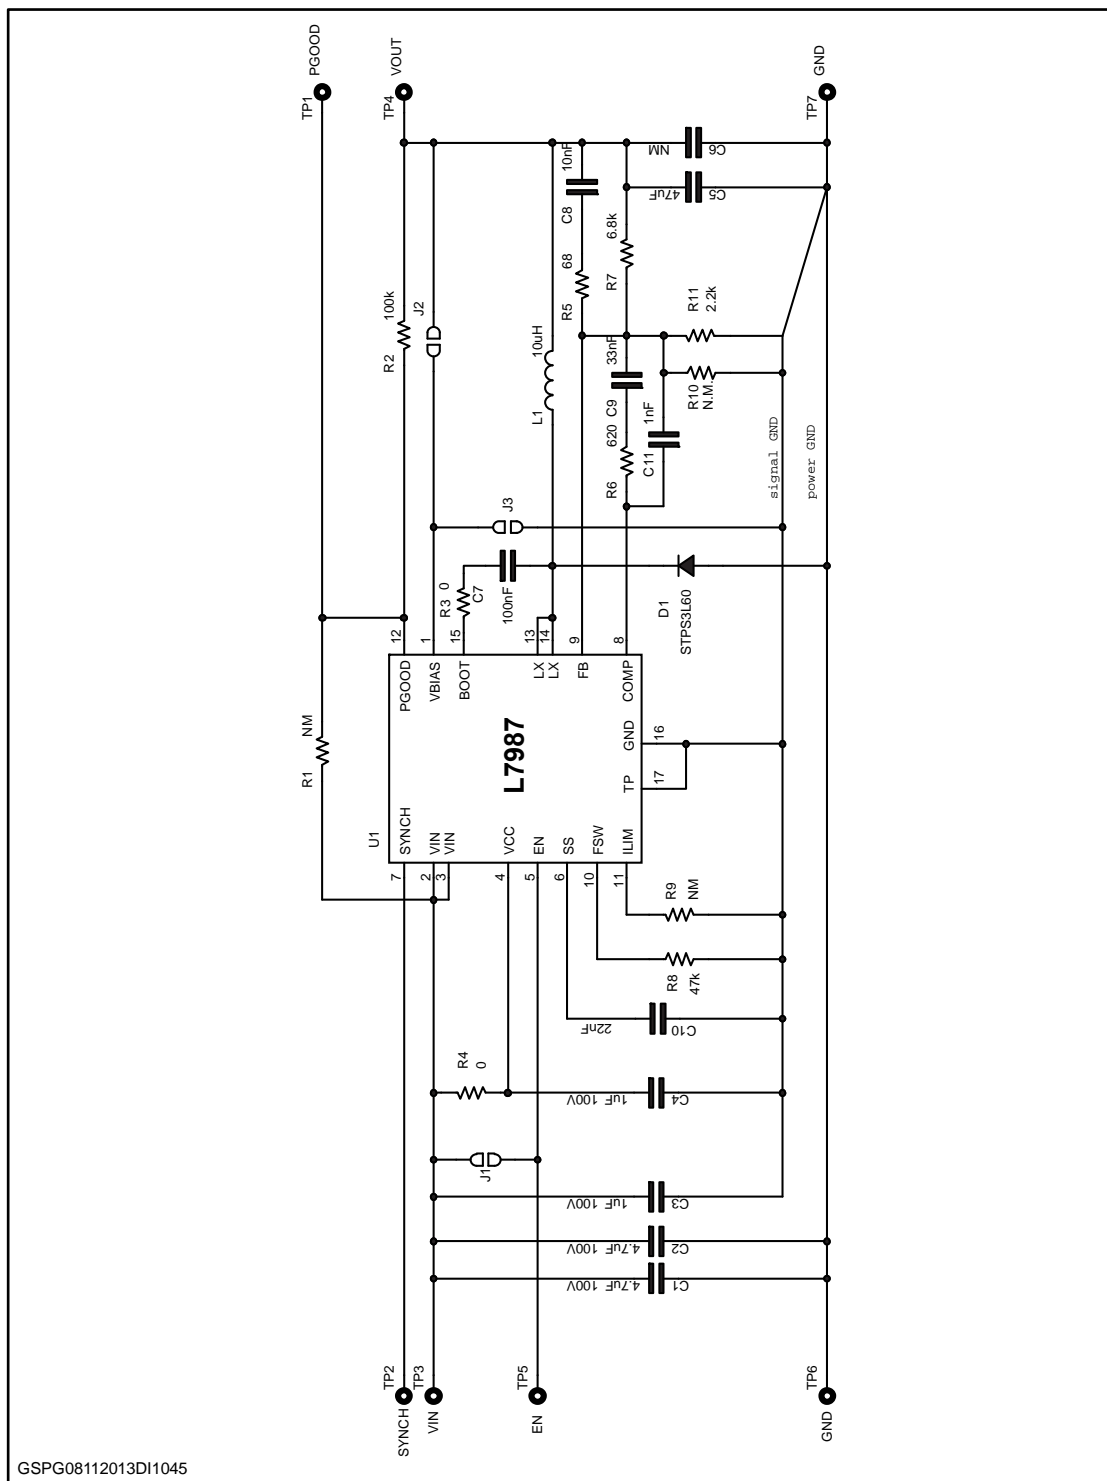 PGOOD
TP1
VOUT
TP4
GND
TP7
NM
C6
47uF
C5
10nF
C8
6.8k
R7
68
R5
100k
R2
J2
10uH
L1
R11
2.2k
R10
N.M.
33nF
C9
620
R6
1nF
C11
signal GND
power GND
J3
R3 0
C7
100nF
D1
STPS3L60
NM
R1
12
1
15
13
14
9
8
PGOOD
VBIAS
BOOT
LX
LX
FB
COMP
L7987
GND
16
TP
17
U1
SYNCH
VIN
VIN
VCC
EN
SS
FSW
ILIM
7
2
3
4
5
6
10
11
R9
NM
R8
47k
22nF
C10
R4
0
1uF 100V
C4
J1
1uF 100V
C3
4.7uF 100V
C2
4.7uF 100V
C1
TP2
SYNCH
TP3
VIN
TP5
EN
TP6
GND
GSPG08112013DI1045